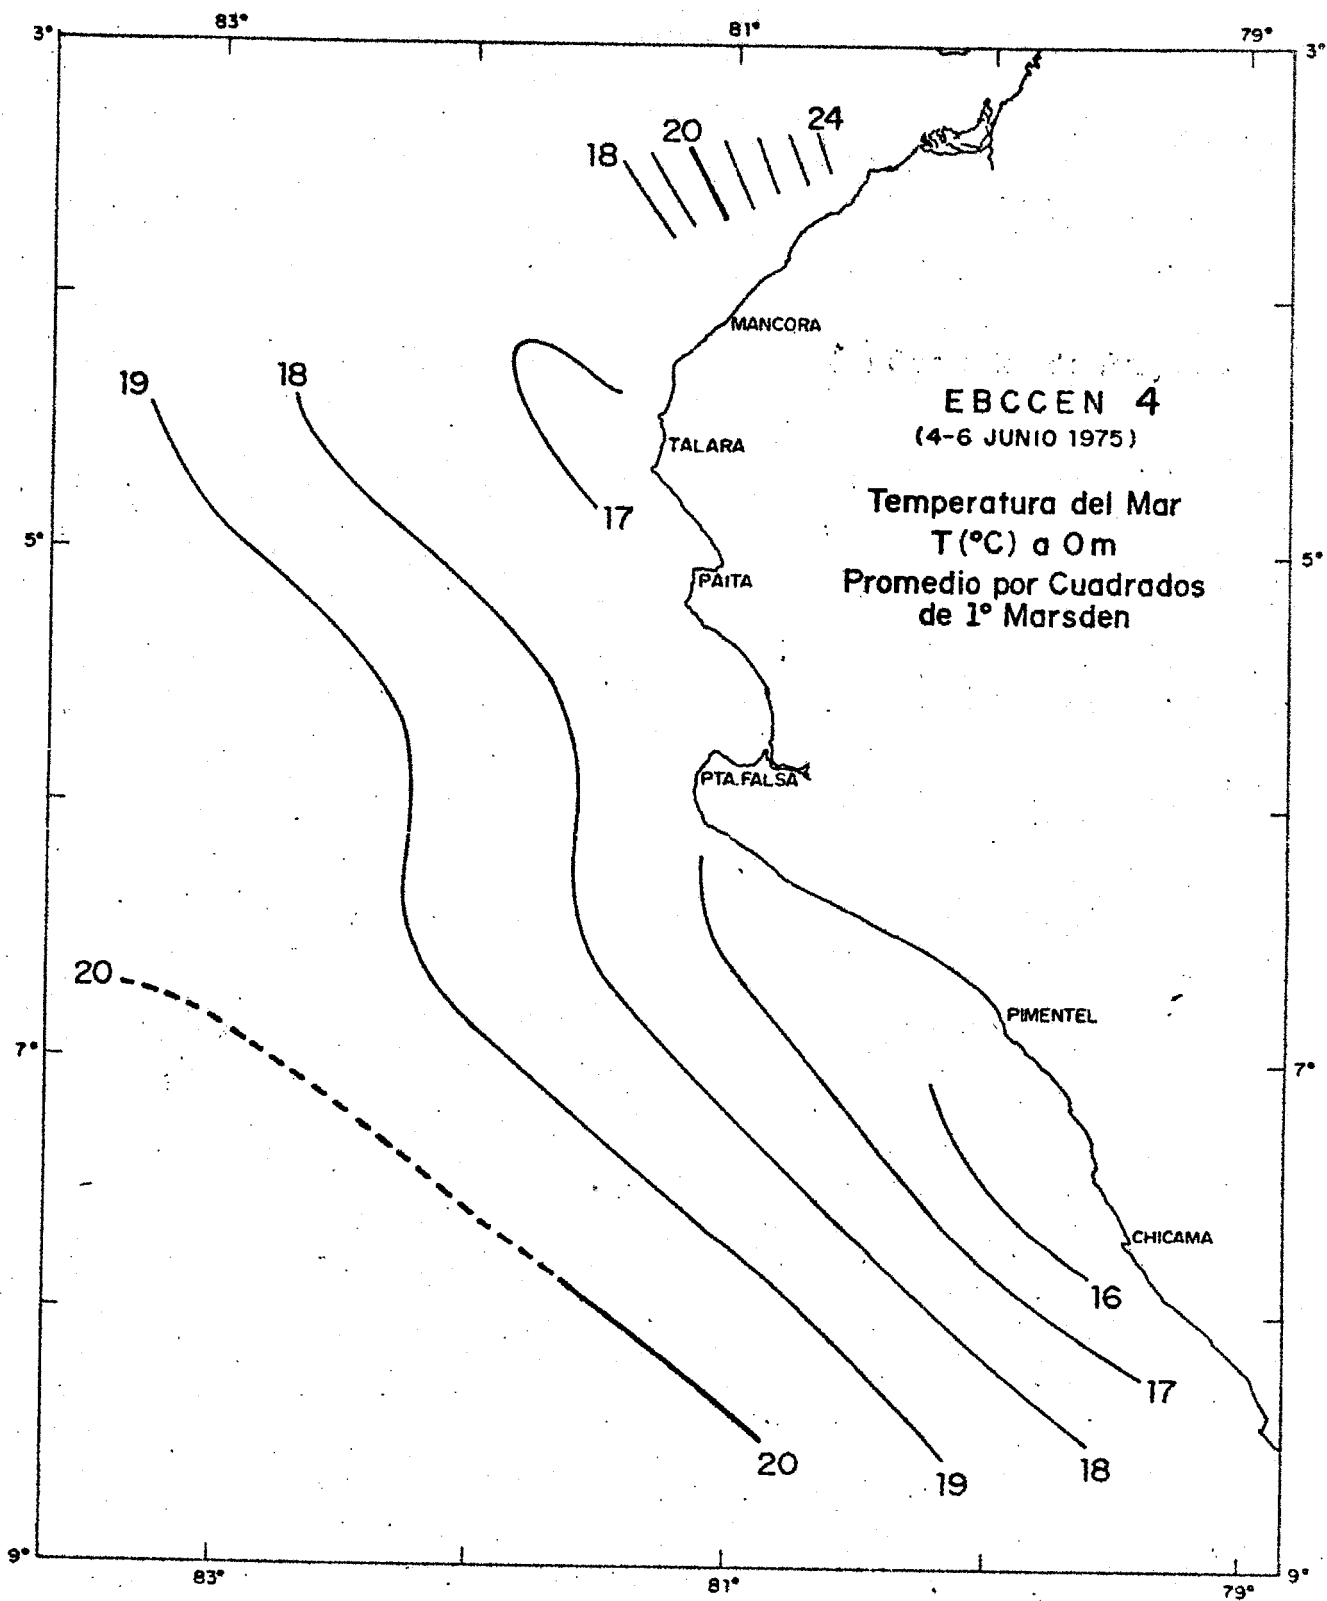 83°
81°
79°
3°
3°
24
20
18
MANCORA
19
18
EBCCEN 4
(4-6 JUNIO 1975)
TALARA
Temperatura del Mar
17
T (°C) a 0m
5°
5°
PAITA
Promedio por Cuadrados
de 1° Marsden
PTA. FALSA
20
PIMENTEL
7°
7°
CHICAMA
16
17
20
19
18
9°
9°
83°
81°
79°